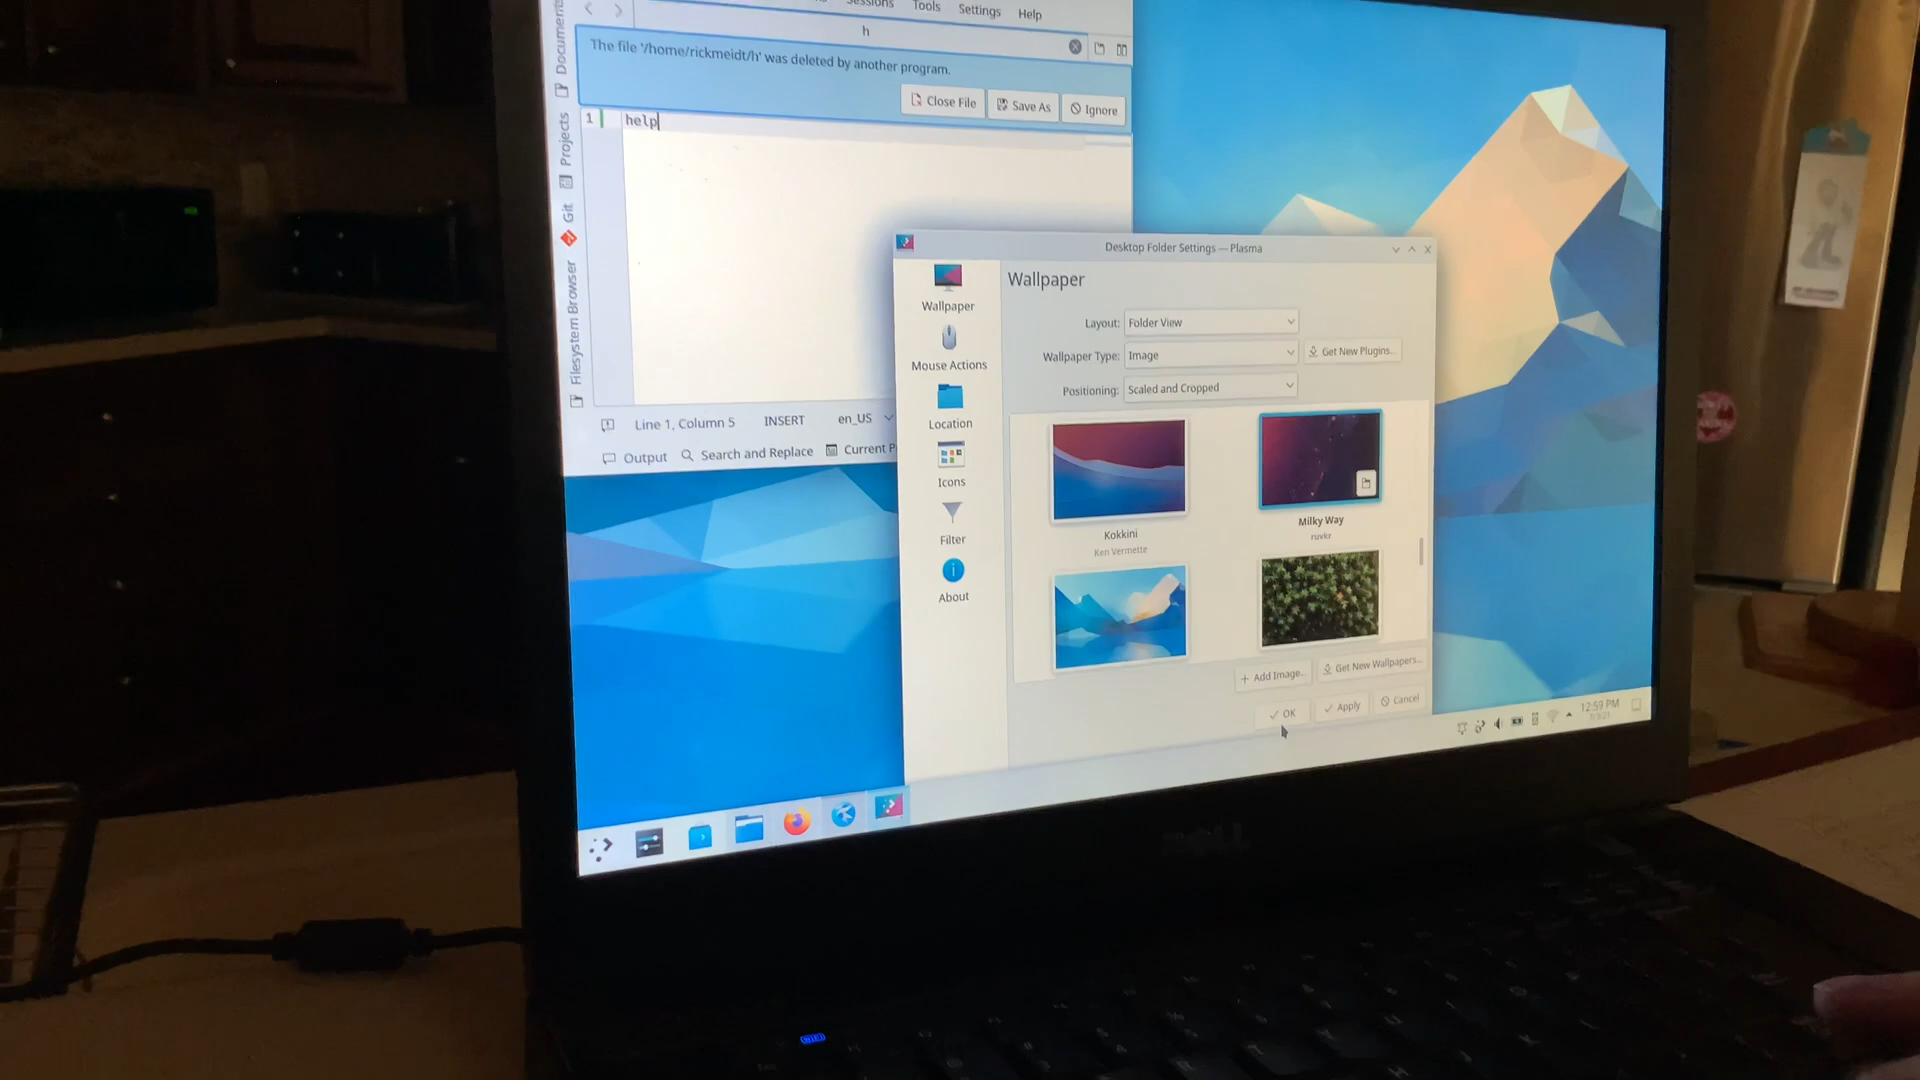 Sessions Tools Settings Help
h
The file '/home/rickmeidt/h' was deleted by another program.
Close File Save As Ignore
1 help
Documents
Projects
Git
Filesystem Browser
Line 1, Column 5 INSERT en_US
Output Search and Replace Current P
Desktop Folder Settings — Plasma
Wallpaper
Mouse Actions
Location
Icons
Filter
About
Wallpaper
Layout: Folder View
Wallpaper Type: Image Get New Plugins...
Positioning: Scaled and Cropped
Kokkini
Ken Vermette
Milky Way
ruvkr
Add Image... Get New Wallpapers...
OK Apply Cancel
12:59 PM
DELL